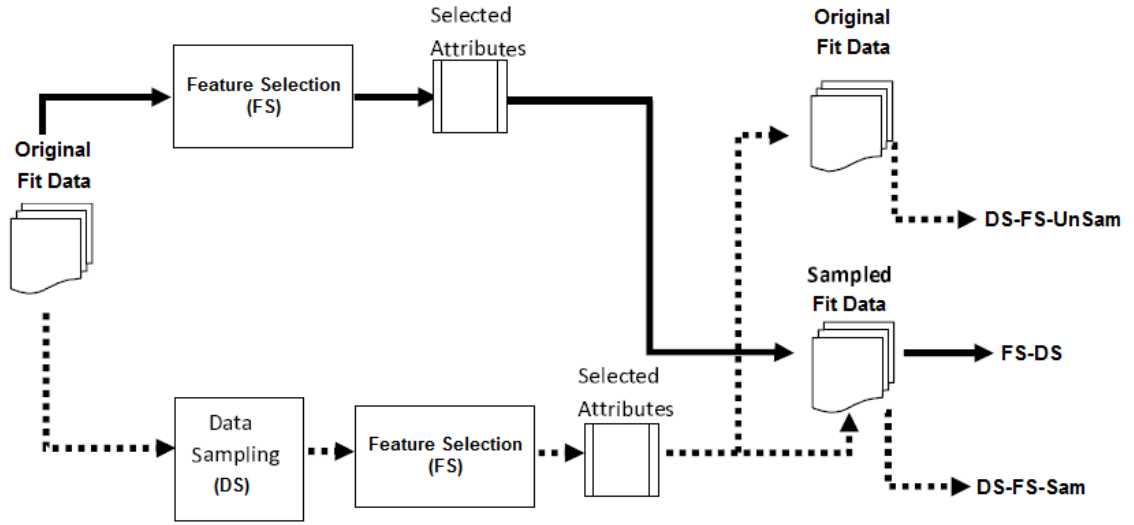 Selected
Attributes
Original
Fit Data
Feature Selection
(FS)
Original
Fit Data
DS-FS-UnSam
Sampled
Fit Data
FS-DS
Selected
Attributes
Data
Sampling
(DS)
Feature Selection
(FS)
DS-FS-Sam